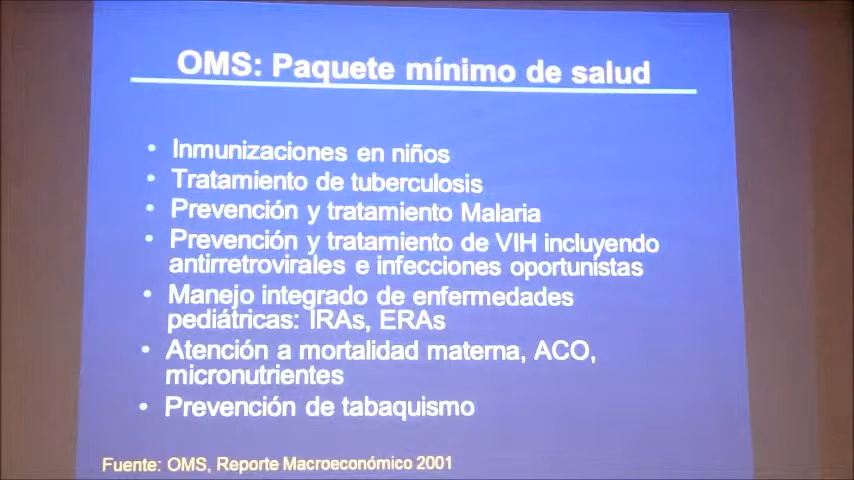 OMS: Paquete mínimo de salud
• Inmunizaciones en niños
• Tratamiento de tuberculosis
• Prevención y tratamiento Malaria
• Prevención y tratamiento de VIH incluyendo
antirretrovirales e infecciones oportunistas
• Manejo integrado de enfermedades
pediátricas: IRAs, ERAs
• Atención a mortalidad materna, ACO,
micronutrientes
• Prevención de tabaquismo
Fuente: OMS, Reporte Macroeconómico 2001